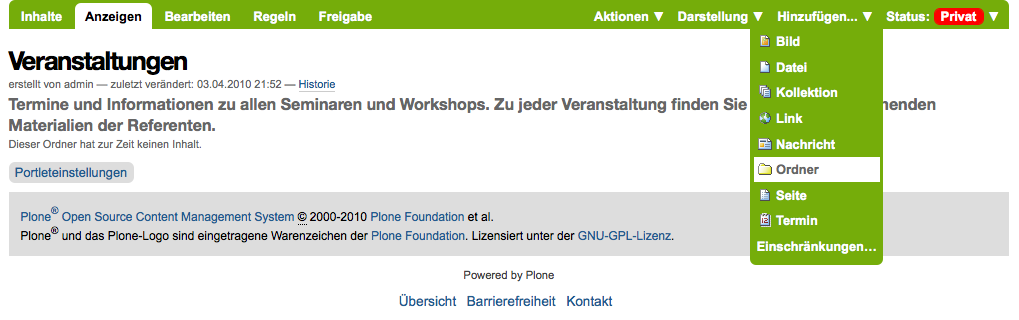 Inhalte Anzeigen Bearbeiten Regeln Freigabe Aktionen ▼ Darstellung ▼ Hinzufügen... ▼ Status: Privat ▼
Bild
Datei
Kollektion
Link
Nachricht
Ordner
Seite
Termin
Einschränkungen...
Veranstaltungen
erstellt von admin — zuletzt verändert: 03.04.2010 21:52 — Historie
Termine und Informationen zu allen Seminaren und Workshops. Zu jeder Veranstaltung finden Sie
Materialien der Referenten.
Dieser Ordner hat zur Zeit keinen Inhalt.
Portleteinstellungen
Plone® Open Source Content Management System © 2000-2010 Plone Foundation et al.
Plone® und das Plone-Logo sind eingetragene Warenzeichen der Plone Foundation. Lizensiert unter der GNU-GPL-Lizenz.
Powered by Plone
Übersicht Barrierefreiheit Kontakt